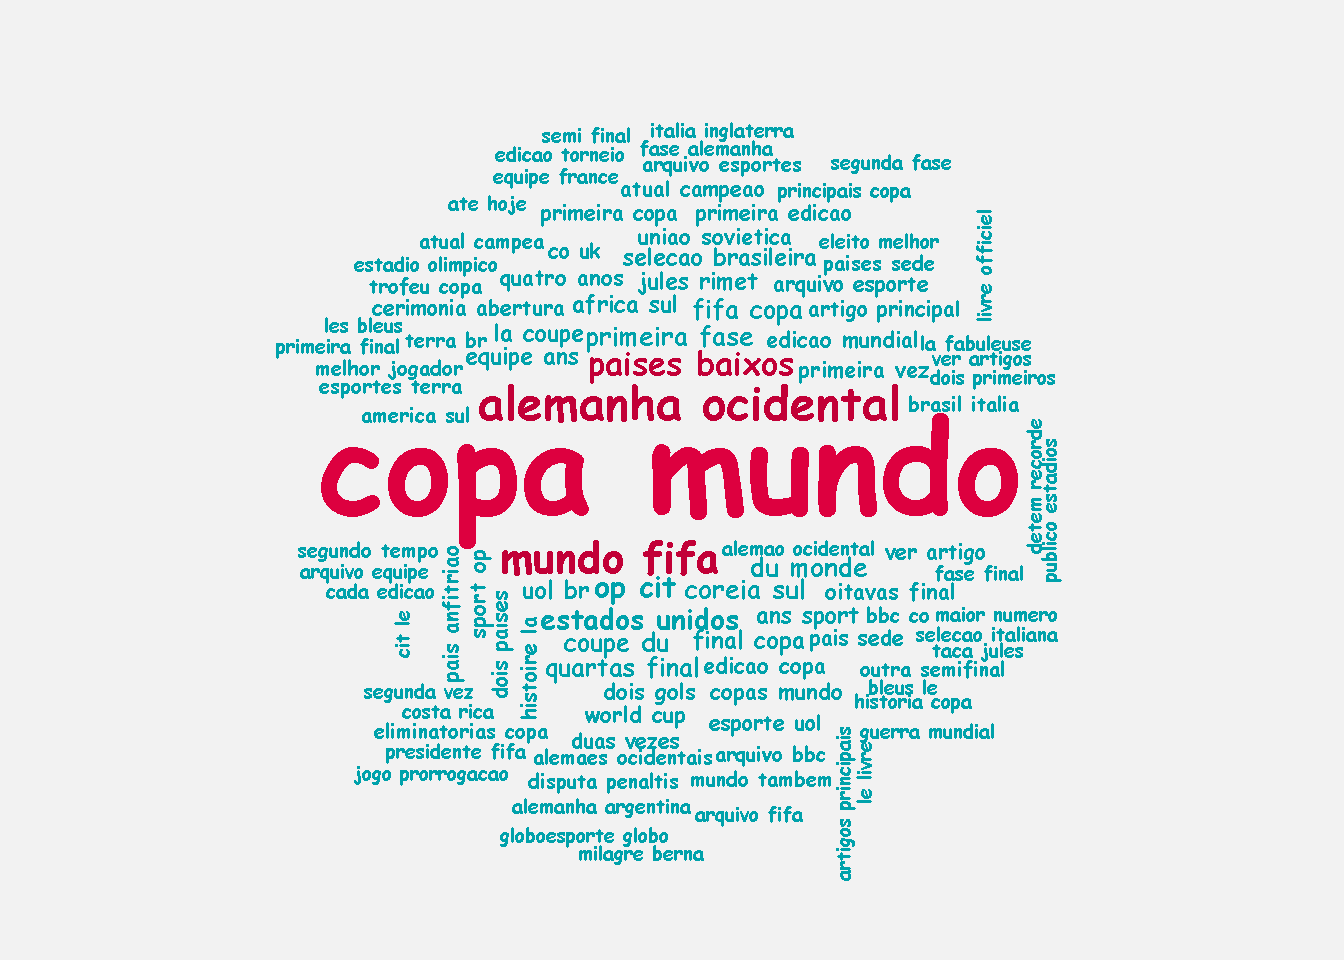 semi final
italia inglaterra
edicao torneio
fase alemanha
arquivo esportes
segunda fase
equipe france
atual campeao
principais copa
ate hoje
primeira copa
primeira edicao
livre officiel
atual campea
co uk
uniao sovietica
eleito melhor
estadio olimpico
selecao brasileira
paises sede
trofeu copa
quatro anos
jules rimet
arquivo esporte
cerimonia abertura
africa sul
fifa copa
artigo principal
les bleus
primeira final
terra br
la coupe
primeira fase
edicao mundial
la fabuleuse
melhor jogador
equipe ans
paises baixos
primeira vez
ver artigos
dois primeiros
esportes terra
america sul
alemanha ocidental
brasil italia
copa mundo
detem recorde
publico estadios
segundo tempo
mundo fifa
alemao ocidental
ver artigo
arquivo equipe
du monde
fase final
cada edicao
pais anfitriao
sport op
uol br
op cit
coreia sul
oitavas final
cit le
dois paises
histoire la
estados unidos
ans sport
bbc co
maior numero
coupe du
final copa
pais sede
selecao italiana
taca jules
quartas final
edicao copa
outra semifinal
segunda vez
dois gols
copas mundo
bleus le
historia copa
costa rica
world cup
esporte uol
eliminatorias copa
duas vezes
guerra mundial
presidente fifa
alemaes ocidentais
arquivo bbc
artigos principais
le livre
jogo prorrogacao
disputa penaltis
mundo tambem
alemanha argentina
arquivo fifa
globoesporte globo
milagre berna